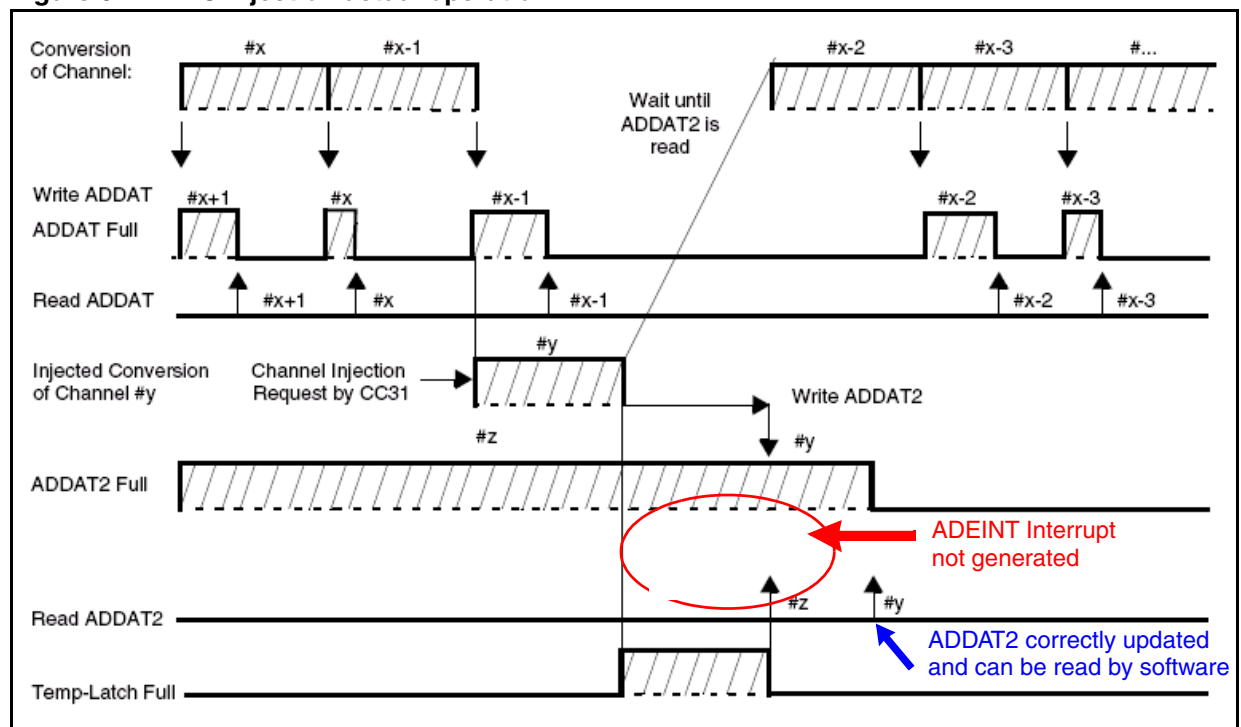 Conversion
of Channel:
#x
#x-1
#x-2
#x-3
#...
Wait until
ADDAT2 is
read
Write ADDAT
ADDAT Full
#x+1
#x
#x-1
#x-2
#x-3
Read ADDAT
#x+1
#x
#x-1
#x-2
#x-3
Injected Conversion
of Channel #y
Channel Injection
Request by CC31
#y
Write ADDAT2
#z
#y
ADDAT2 Full
ADEINT Interrupt
not generated
Read ADDAT2
#z
#y
ADDAT2 correctly updated
and can be read by software
Temp-Latch Full